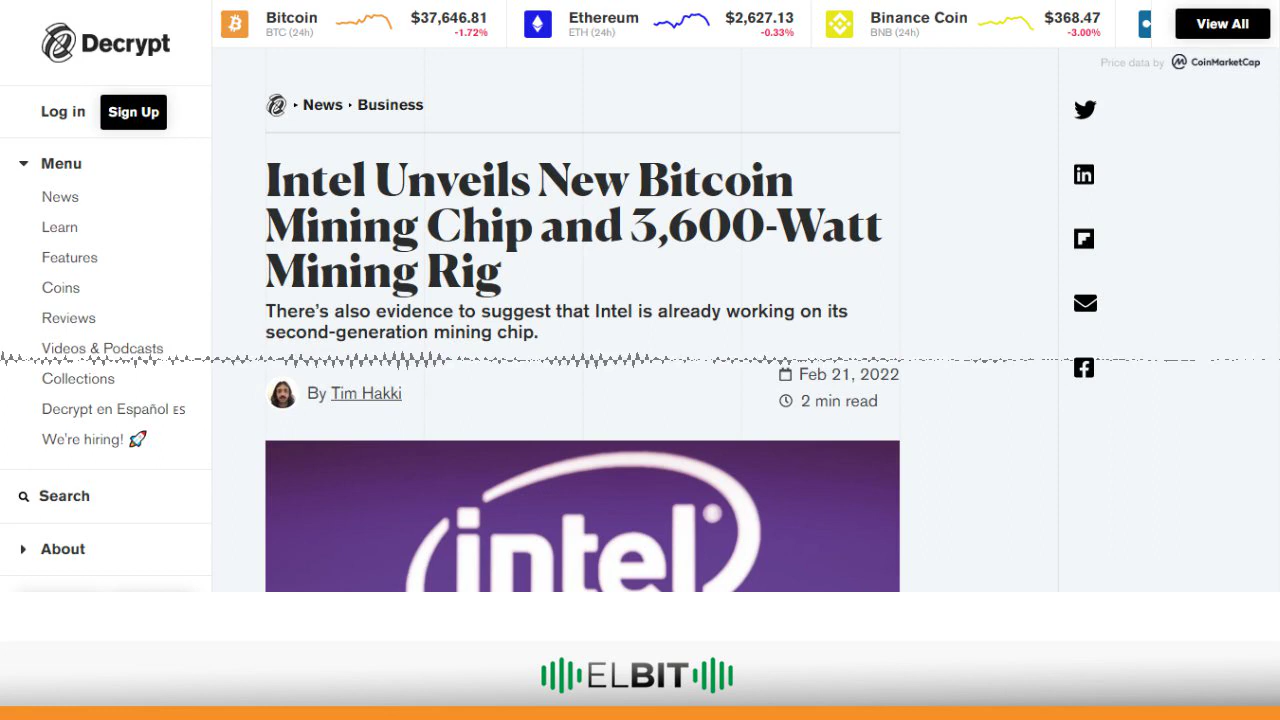 Decrypt
Bitcoin
BTC (24h)
$37,646.81
-1.72%
Ethereum
ETH (24h)
$2,627.13
-0.33%
Binance Coin
BNB (24h)
$368.47
-3.00%
View All
Price data by CoinMarketCap
Log in
Sign Up
Menu
News
Learn
Features
Coins
Reviews
Videos & Podcasts
Collections
Decrypt en Español ES
We're hiring! 🚀
Search
About
News
Business
Intel Unveils New Bitcoin
Mining Chip and 3,600-Watt
Mining Rig
There's also evidence to suggest that Intel is already working on its
second-generation mining chip.
By Tim Hakki
Feb 21, 2022
2 min read
intel
ELBIT